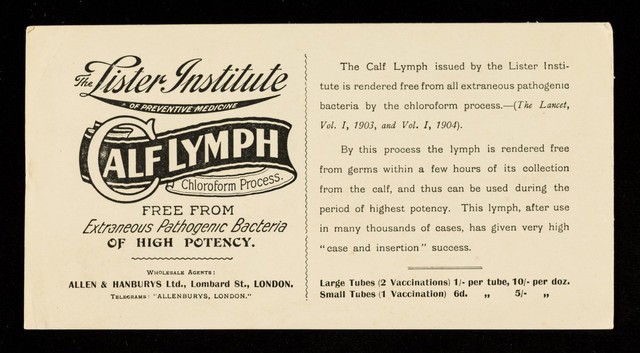 The Lister Institute
OF PREVENTIVE MEDICINE
CALF LYMPH
Chloroform Process.
FREE FROM
Extraneous Pathogenic Bacteria
OF HIGH POTENCY.
WHOLESALE AGENTS:
ALLEN & HANBURYS Ltd., Lombard St., LONDON.
TELEGRAMS: "ALLENBURYS, LONDON."
The Calf Lymph issued by the Lister Insti-
tute is rendered free from all extraneous pathogenic
bacteria by the chloroform process.—(The Lancet,
Vol. I, 1903, and Vol. I, 1904).
By this process the lymph is rendered free
from germs within a few hours of its collection
from the calf, and thus can be used during the
period of highest potency. This lymph, after use
in many thousands of cases, has given very high
"case and insertion" success.
Large Tubes (2 Vaccinations) 1/- per tube, 10/- per doz.
Small Tubes (1 Vaccination) 6d. „ 5/- „